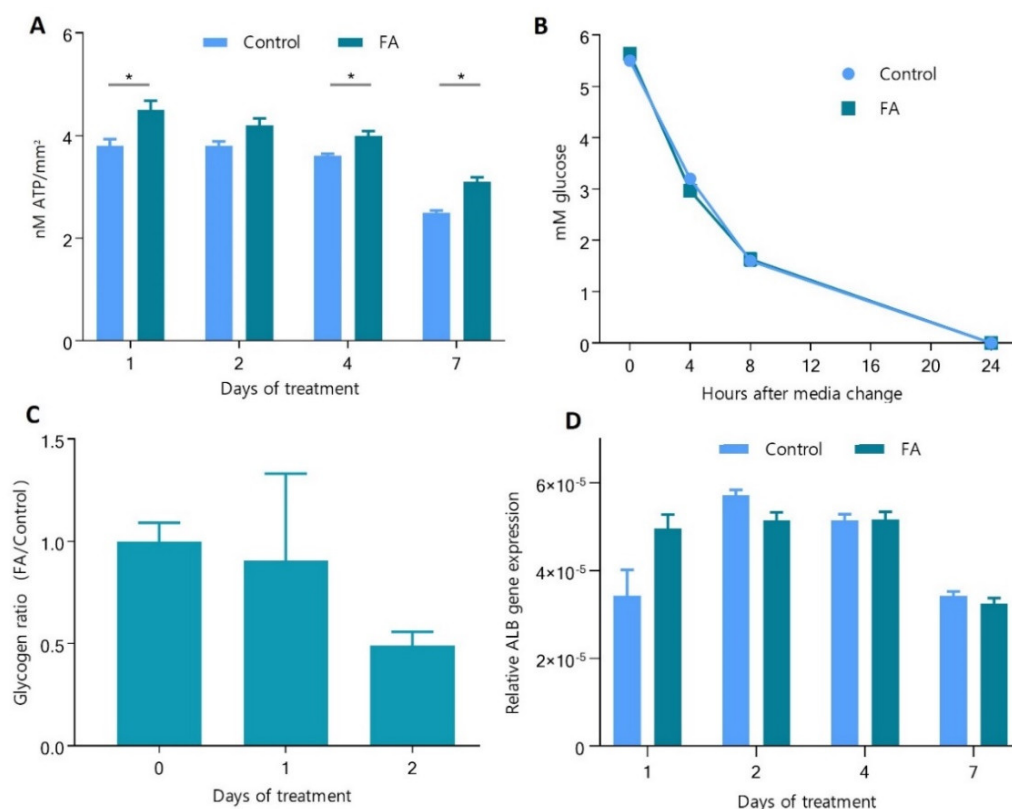 A
Control
FA
*
*
*
nM ATP/mm²
6
4
2
0
1
2
4
7
Days of treatment
B
Control
FA
mM glucose
6
5
4
3
2
1
0
0
4
8
12
16
20
24
Hours after media change
C
Glycogen ratio (FA/Control)
1.5
1.0
0.5
0.0
0
1
2
Days of treatment
D
Control
FA
Relative ALB gene expression
6×10⁻⁵
4×10⁻⁵
2×10⁻⁵
0
1
2
4
7
Days of treatment